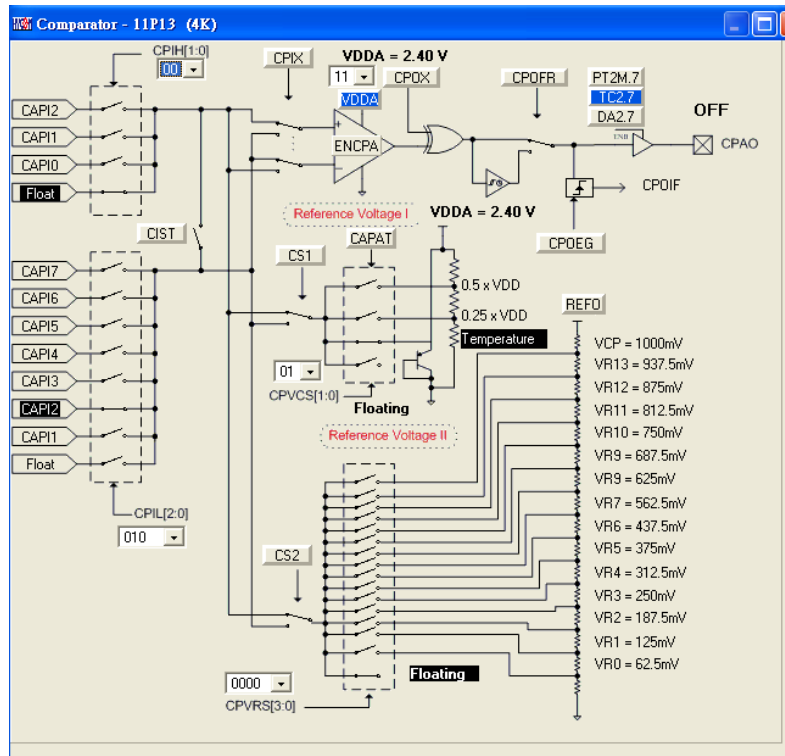 Comparator - 11P13 (4K)
CPIH[1:0]
00
CPIX
VDDA = 2.40 V
11
CPOX
VDDA
CPOFR
PT2M.7
TC2.7
DA2.7
OFF
CAPI2
CAPI1
CAPI0
Float
+
ENCPA
−
ENB
CPAO
CPOIF
CPOEG
Reference Voltage I
VDDA = 2.40 V
CIST
CS1
CAPAT
CAPI7
CAPI6
CAPI5
CAPI4
CAPI3
CAPI2
CAPI1
Float
0.5 x VDD
0.25 x VDD
Temperature
01
CPVCS[1:0]
Floating
REFO
Reference Voltage II
CPIL[2:0]
010
CS2
VCP = 1000mV
VR13 = 937.5mV
VR12 = 875mV
VR11 = 812.5mV
VR10 = 750mV
VR9 = 687.5mV
VR9 = 625mV
VR7 = 562.5mV
VR6 = 437.5mV
VR5 = 375mV
VR4 = 312.5mV
VR3 = 250mV
VR2 = 187.5mV
VR1 = 125mV
VR0 = 62.5mV
Floating
0000
CPVRS[3:0]